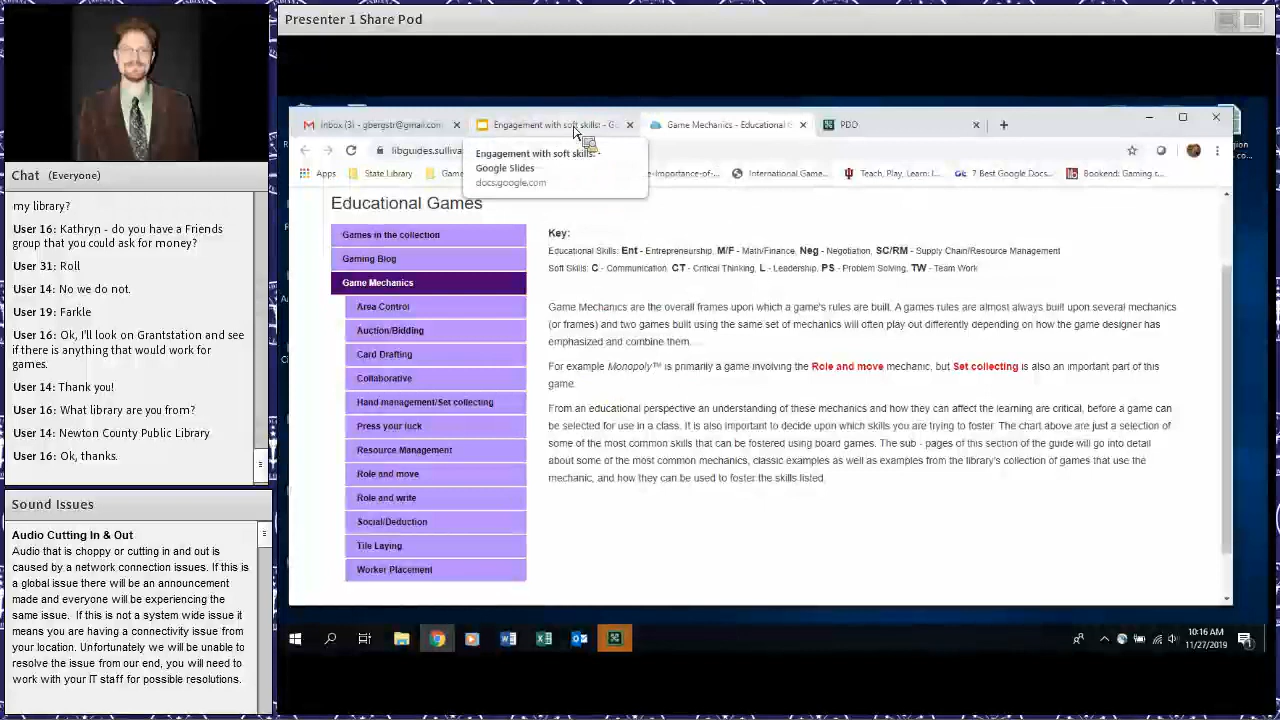 Presenter 1 Share Pod
Chat (Everyone)
my library?
User 16: Kathryn - do you have a Friends
group that you could ask for money?
User 31: Roll
User 14: No we do not.
User 19: Farkle
User 16: Ok, I'll look on Grantstation and see
if there is anything that would work for
games.
User 14: Thank you!
User 16: What library are you from?
User 14: Newton County Public Library
User 16: Ok, thanks.
Sound Issues
Audio Cutting In & Out
Audio that is choppy or cutting in and out is
caused by a network connection issues. If this is
a global issue there will be an announcement
made and everyone will be experiencing the
same issue. If this is not a system wide issue it
means you are having a connectivity issue from
your location. Unfortunately we will be unable to
resolve the issue from our end, you will need to
work with your IT staff for possible resolutions.
Inbox (3) - gbergstr@gmail.com
Engagement with soft skills: - G
Game Mechanics - Educational
PDD
libguides.sulliva
Engagement with soft skills: -
Google Slides
docs.google.com
Apps
State Library
Gam
e-Importance-of-...
International Game...
Teach, Play, Learn:
7 Best Google Docs...
Bookend: Gaming r...
Educational Games
Games in the collection
Gaming Blog
Game Mechanics
Area Control
Auction/Bidding
Card Drafting
Collaborative
Hand management/Set collecting
Press your luck
Resource Management
Role and move
Role and write
Social/Deduction
Tile Laying
Worker Placement
Key:
Educational Skills: Ent - Entrepreneurship, M/F - Math/Finance, Neg - Negotiation, SC/RM - Supply Chain/Resource Management
Soft Skills: C - Communication, CT - Critical Thinking, L - Leadership, PS - Problem Solving, TW - Team Work
Game Mechanics are the overall frames upon which a game's rules are built. A games rules are almost always built upon several mechanics
(or frames) and two games built using the same set of mechanics will often play out differently depending on how the game designer has
emphasized and combine them.
For example Monopoly™ is primarily a game involving the Role and move mechanic, but Set collecting is also an important part of this
game.
From an educational perspective an understanding of these mechanics and how they can affect the learning are critical, before a game can
be selected for use in a class. It is also important to decide upon which skills you are trying to foster. The chart above are just a selection of
some of the most common skills that can be fostered using board games. The sub - pages of this section of the guide will go into detail
about some of the most common mechanics, classic examples as well as examples from the library's collection of games that use the
mechanic, and how they can be used to foster the skills listed.
10:16 AM
11/27/2019